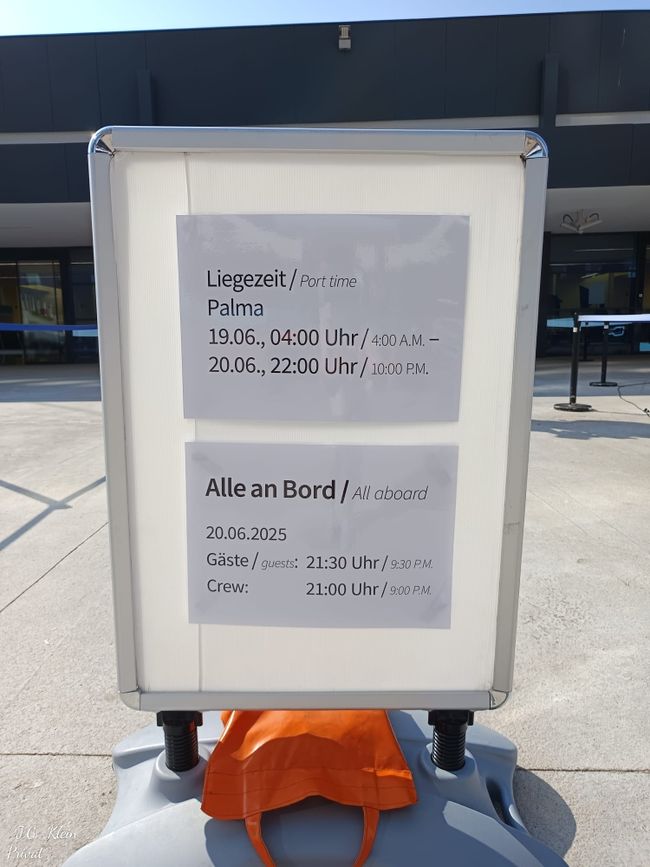 Liegezeit / Port time
Palma
19.06., 04:00 Uhr / 4:00 A.M. –
20.06., 22:00 Uhr / 10:00 P.M.
Alle an Bord / All aboard
20.06.2025
Gäste / guests: 21:30 Uhr / 9:30 P.M.
Crew: 21:00 Uhr / 9:00 P.M.
Klein
Privat